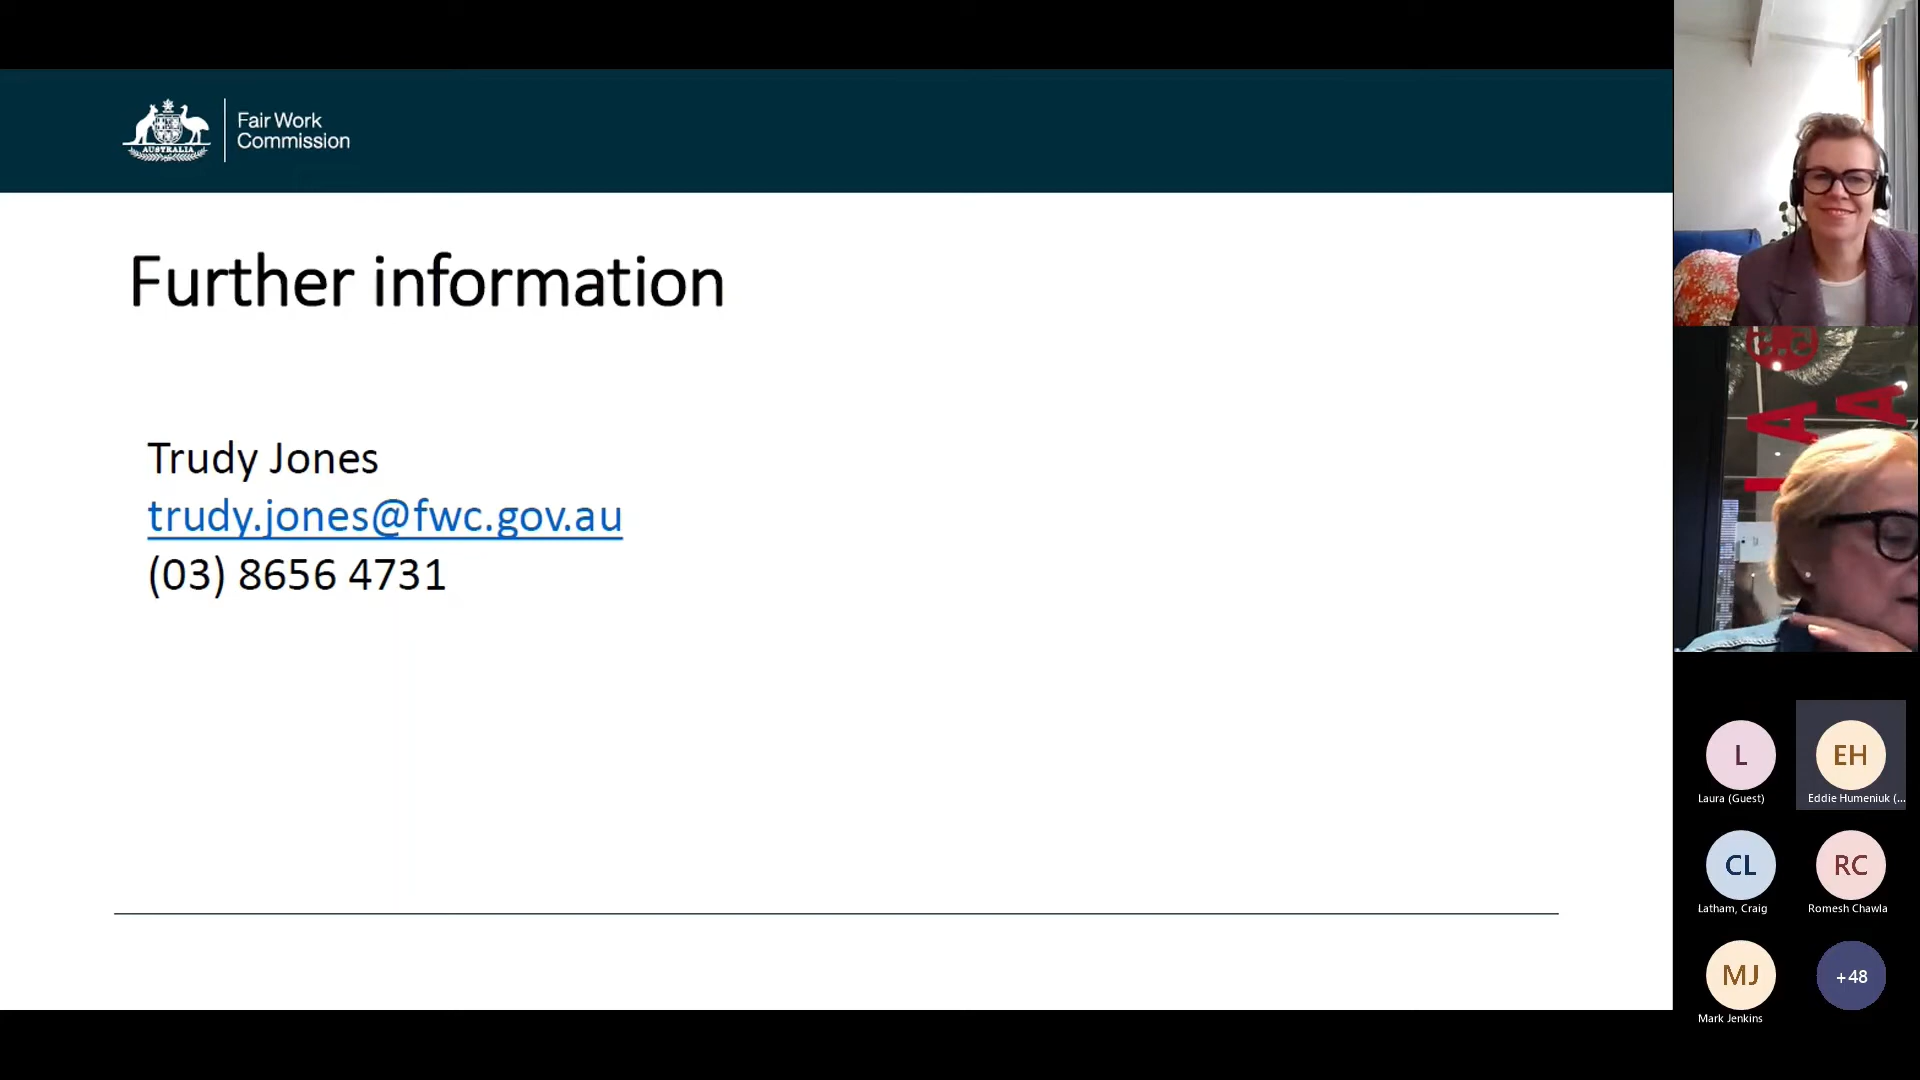 Fair Work
Commission
AUSTRALIA
Further information
Trudy Jones
trudy.jones@fwc.gov.au
(03) 8656 4731
L
Laura (Guest)
EH
Eddie Humeniuk (...
CL
Latham, Craig
RC
Romesh Chawla
MJ
Mark Jenkins
+48